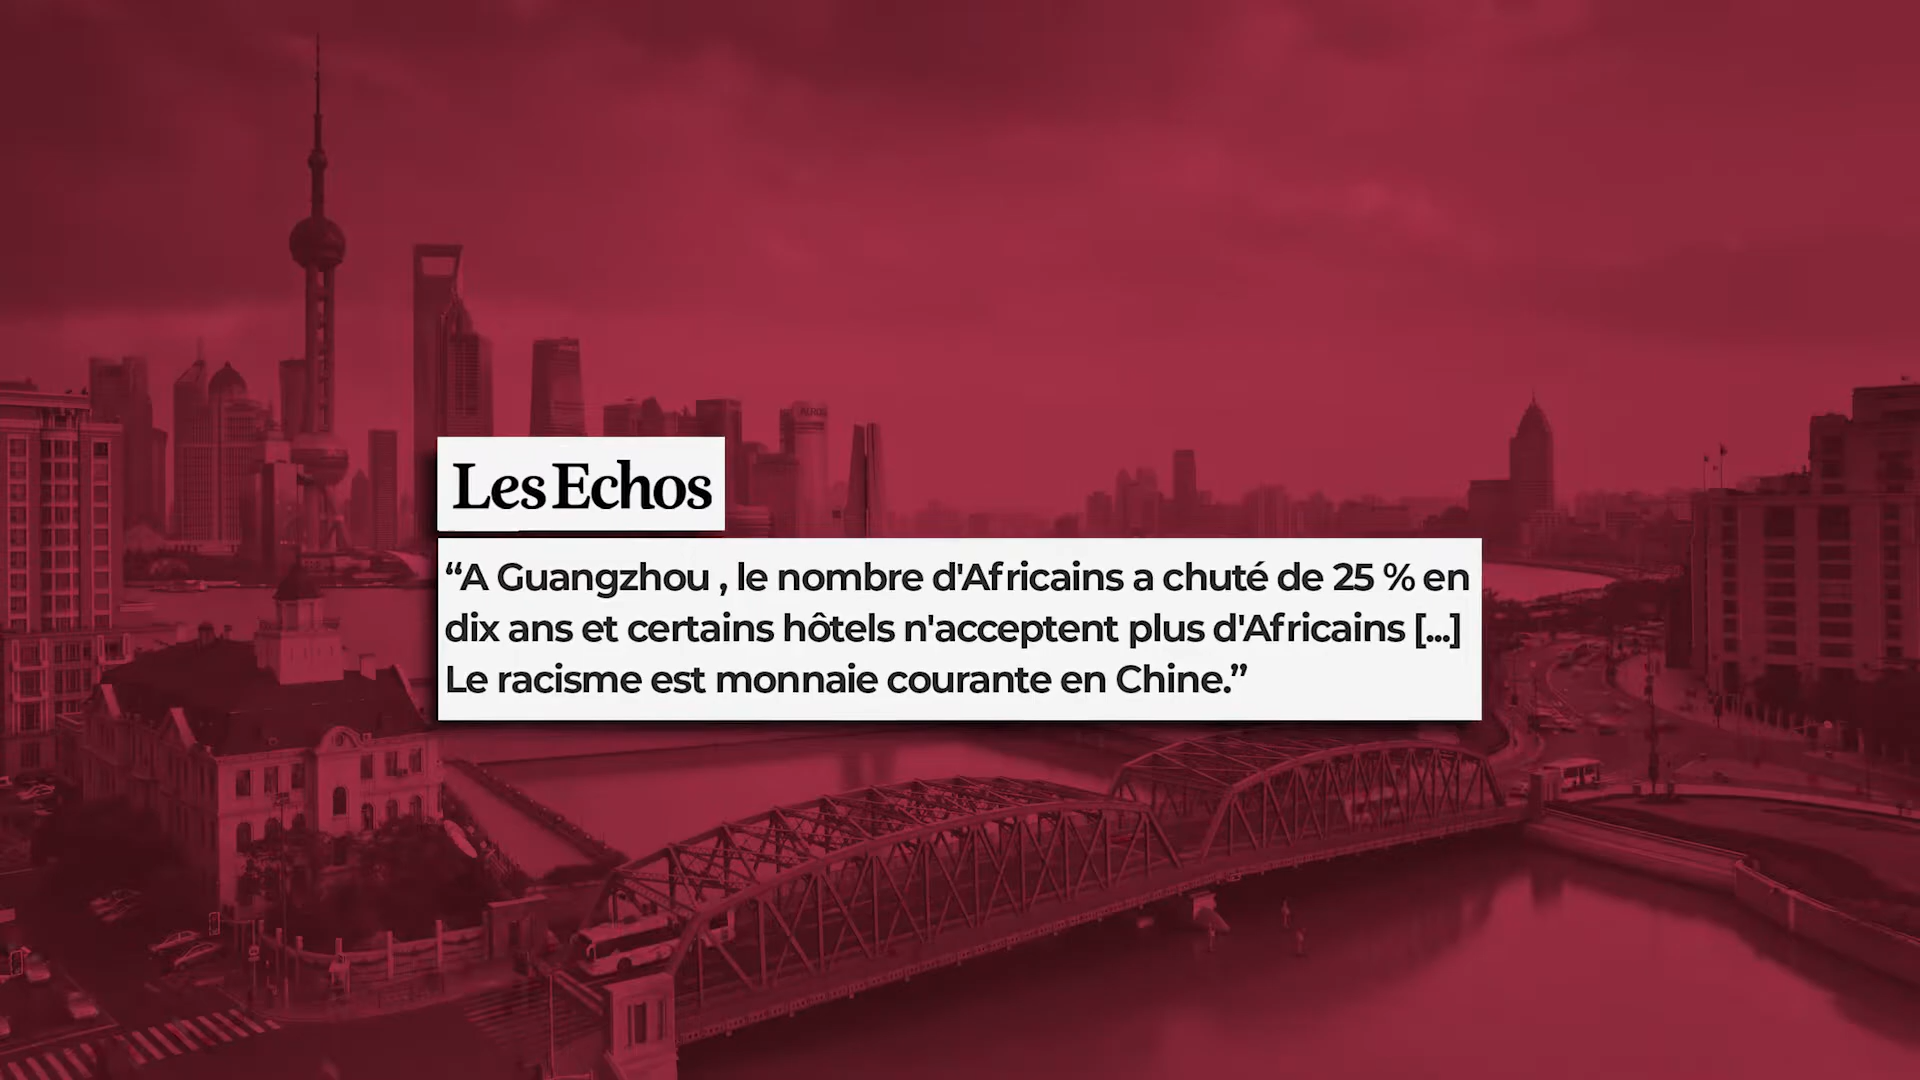 Les Echos
“A Guangzhou , le nombre d'Africains a chuté de 25 % en
dix ans et certains hôtels n'acceptent plus d'Africains [...]
Le racisme est monnaie courante en Chine.”